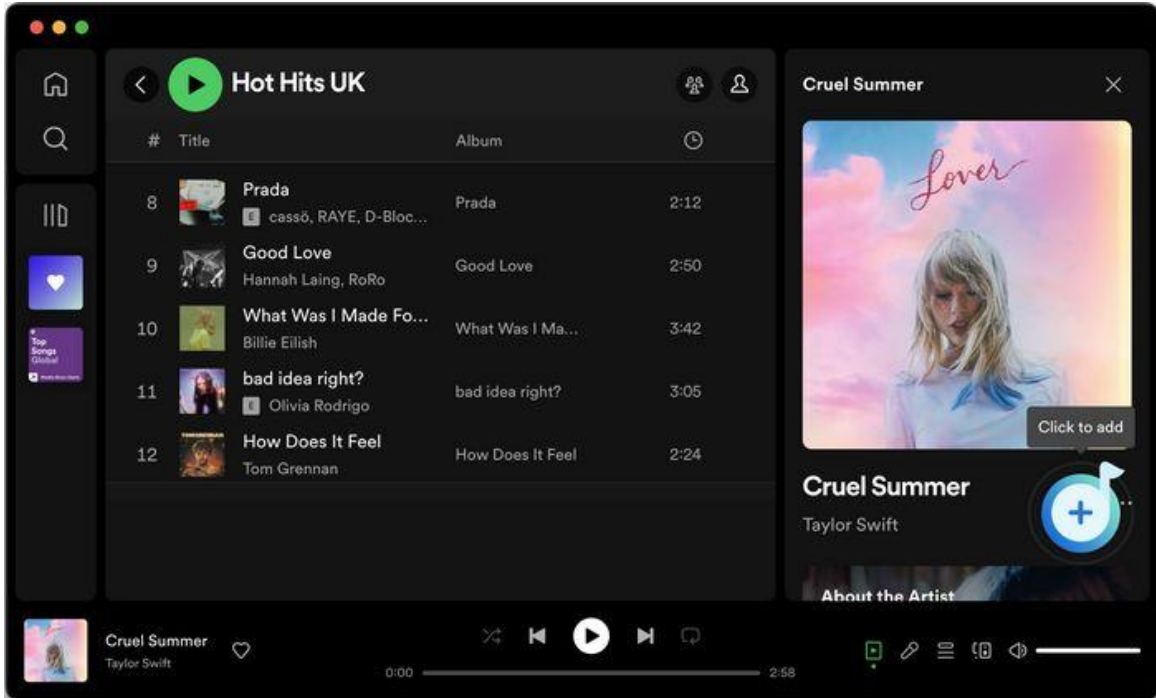 Hot Hits UK
# Title Album
8 Prada Prada 2:12
E cassö, RAYE, D-Bloc...
9 Good Love Good Love 2:50
Hannah Laing, RoRo
10 What Was I Made Fo... What Was I Ma... 3:42
Billie Eilish
11 bad idea right? bad idea right? 3:05
E Olivia Rodrigo
12 How Does It Feel How Does It Feel 2:24
Tom Grennan
Top
Songs
Global
Cruel Summer
Lover
Click to add
Cruel Summer
Taylor Swift
About the Artist
Cruel Summer
Taylor Swift
0:00 2:58